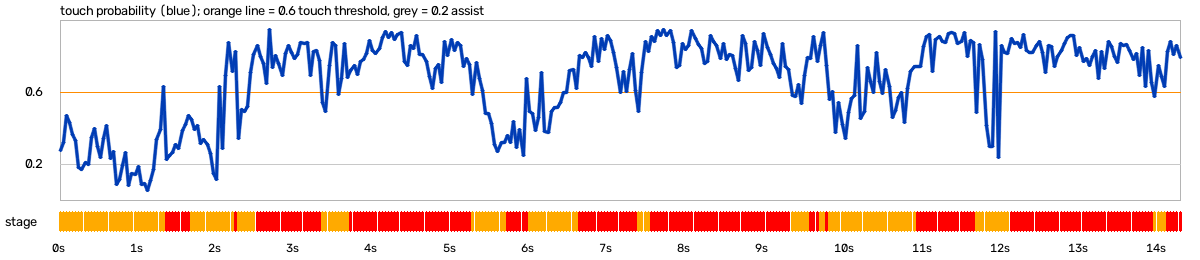 touch probability (blue); orange line = 0.6 touch threshold, grey = 0.2 assist
0.6
0.2
stage
0s 1s 2s 3s 4s 5s 6s 7s 8s 9s 10s 11s 12s 13s 14s